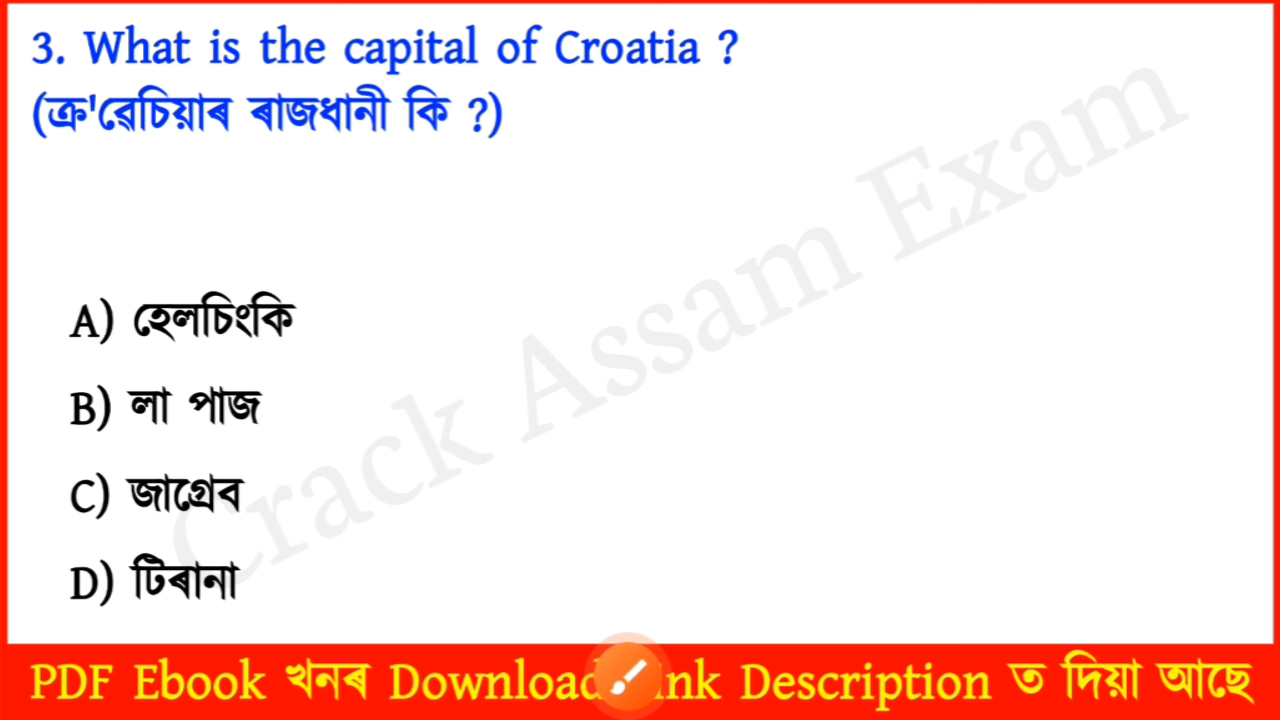 3. What is the capital of Croatia ?
(ক্ৰ'ৱেচিয়াৰ ৰাজধানী কি ?)
A) হেলচিংকি
B) লা পাজ
C) জাগ্ৰেব
D) টিৰানা
Crack Assam Exam
PDF Ebook খনৰ Download Description ত দিয়া আছে